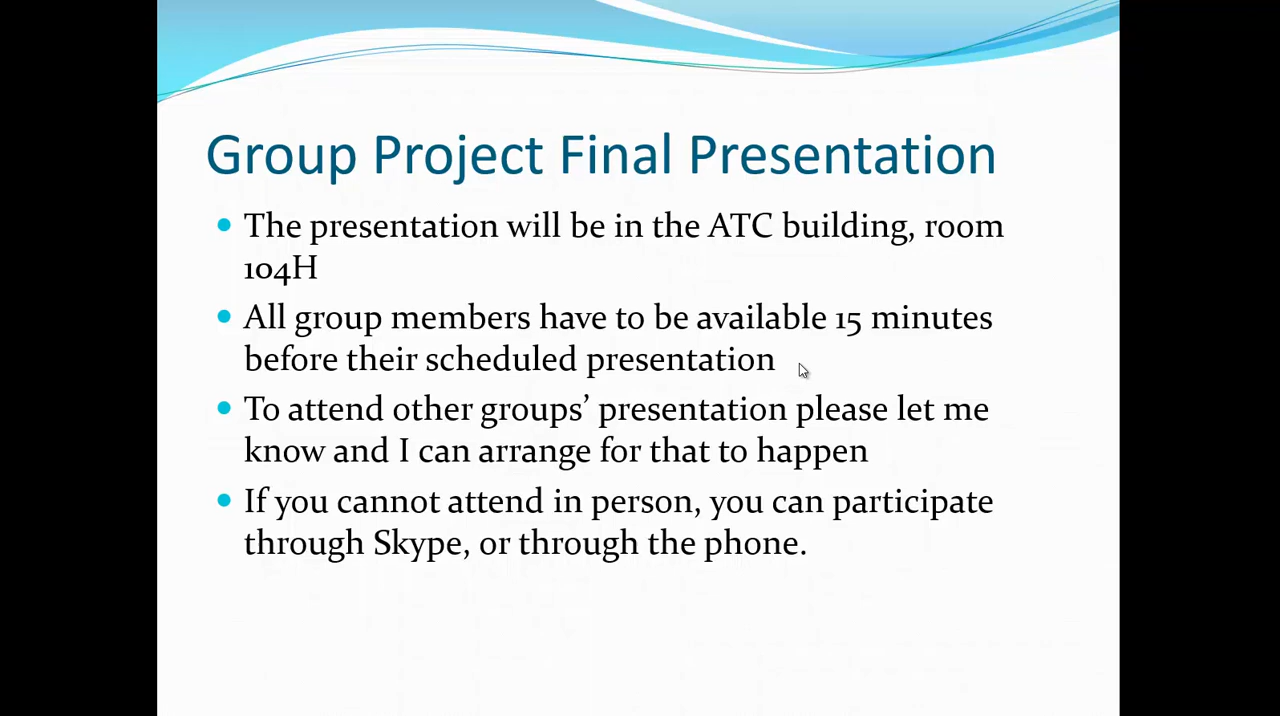 Group Project Final Presentation
The presentation will be in the ATC building, room
104H
All group members have to be available 15 minutes
before their scheduled presentation
To attend other groups’ presentation please let me
know and I can arrange for that to happen
If you cannot attend in person, you can participate
through Skype, or through the phone.